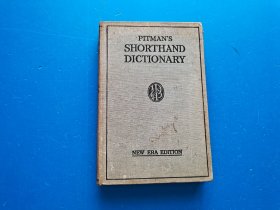 PITMAN'S
SHORTHAND
DICTIONARY
NEW ERA EDITION